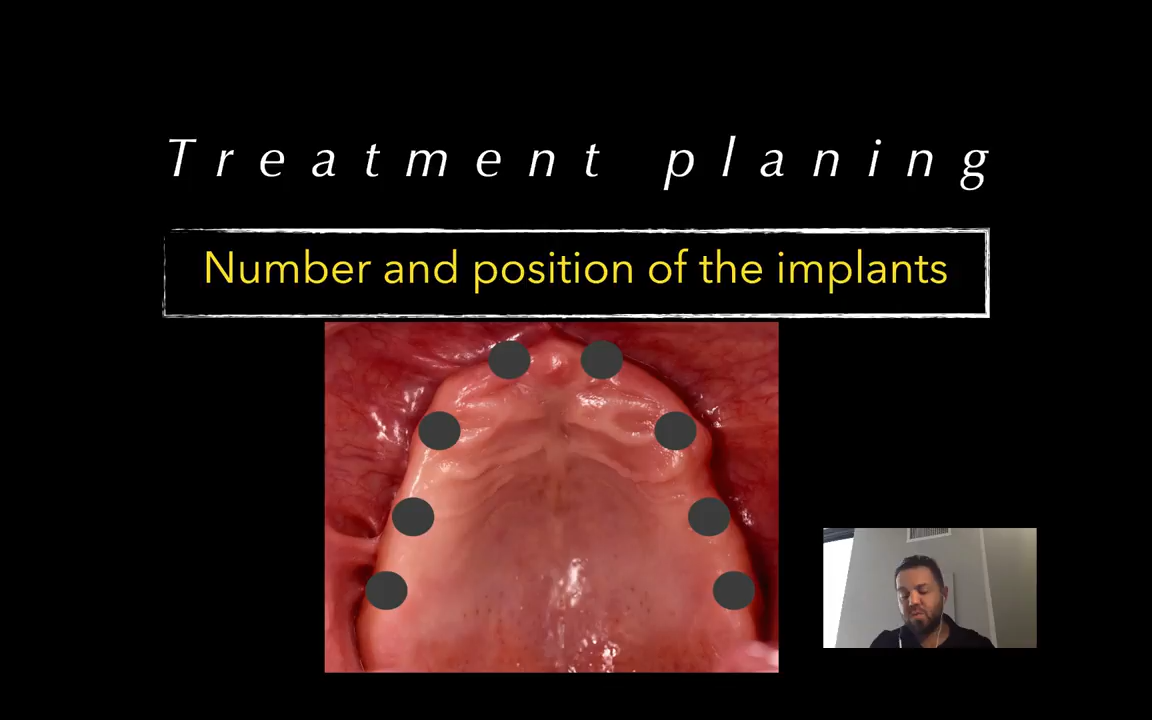 Treatment planing
Number and position of the implants